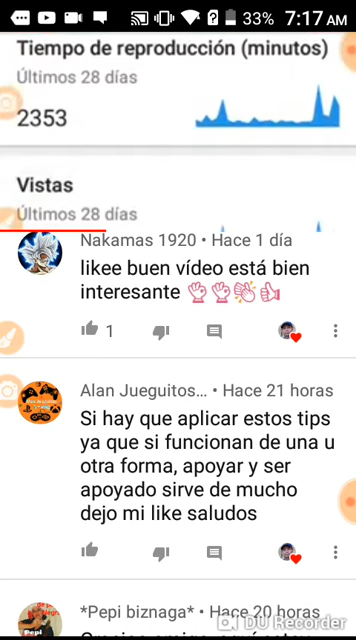 33% 7:17 AM
Tiempo de reproducción (minutos)
Últimos 28 días
2353
Vistas
Últimos 28 días
Nakamas 1920 • Hace 1 día
likee buen vídeo está bien
interesante 👌👌👏👍
1
Alan Jueguitos... • Hace 21 horas
Si hay que aplicar estos tips
ya que si funcionan de una u
otra forma, apoyar y ser
apoyado sirve de mucho
dejo mi like saludos
*Pepi biznaga* • Hace 20 horas
DU Recorder